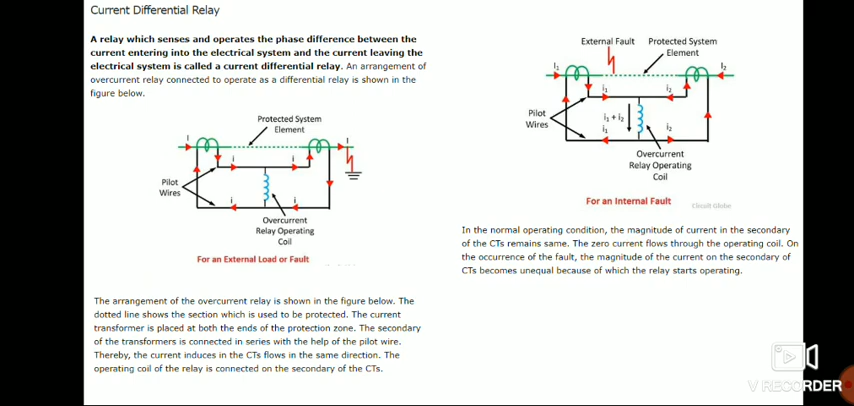 Current Differential Relay
A relay which senses and operates the phase difference between the
current entering into the electrical system and the current leaving the
electrical system is called a current differential relay. An arrangement of
overcurrent relay connected to operate as a differential relay is shown in the
figure below.
Protected System
Element
I
I
i
i
Pilot
Wires
i
i
Overcurrent
Relay Operating
Coil
For an External Load or Fault
The arrangement of the overcurrent relay is shown in the figure below. The
dotted line shows the section which is used to be protected. The current
transformer is placed at both the ends of the protection zone. The secondary
of the transformers is connected in series with the help of the pilot wire.
Thereby, the current induces in the CTs flows in the same direction. The
operating coil of the relay is connected on the secondary of the CTs.
External Fault
Protected System
Element
I₁
I₂
i₁
i₂
Pilot
Wires
i₁ + i₂
i₁
i₂
Overcurrent
Relay Operating
Coil
For an Internal Fault
Circuit Globe
In the normal operating condition, the magnitude of current in the secondary
of the CTs remains same. The zero current flows through the operating coil. On
the occurrence of the fault, the magnitude of the current on the secondary of
CTs becomes unequal because of which the relay starts operating.
V RECORDER